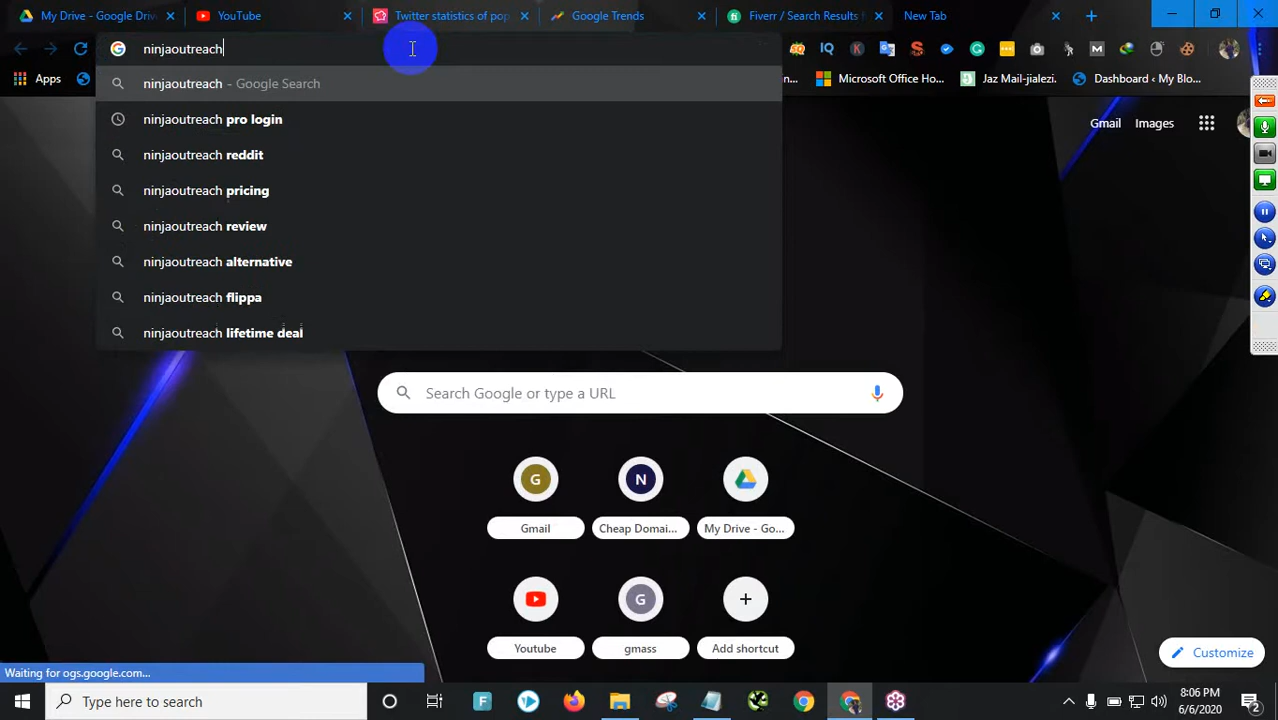 My Drive - Google Driv
YouTube
Twitter statistics of pop
Google Trends
Fiverr / Search Results f
New Tab
ninjaoutreach
Apps
in...
Microsoft Office Ho...
Jaz Mail-jialezi.
Dashboard ‹ My Blo...
ninjaoutreach - Google Search
ninjaoutreach pro login
ninjaoutreach reddit
ninjaoutreach pricing
ninjaoutreach review
ninjaoutreach alternative
ninjaoutreach flippa
ninjaoutreach lifetime deal
Gmail
Images
Search Google or type a URL
G
N
Gmail
Cheap Domai...
My Drive - Go...
G
Youtube
gmass
Add shortcut
Customize
Waiting for ogs.google.com...
Type here to search
8:06 PM
6/6/2020